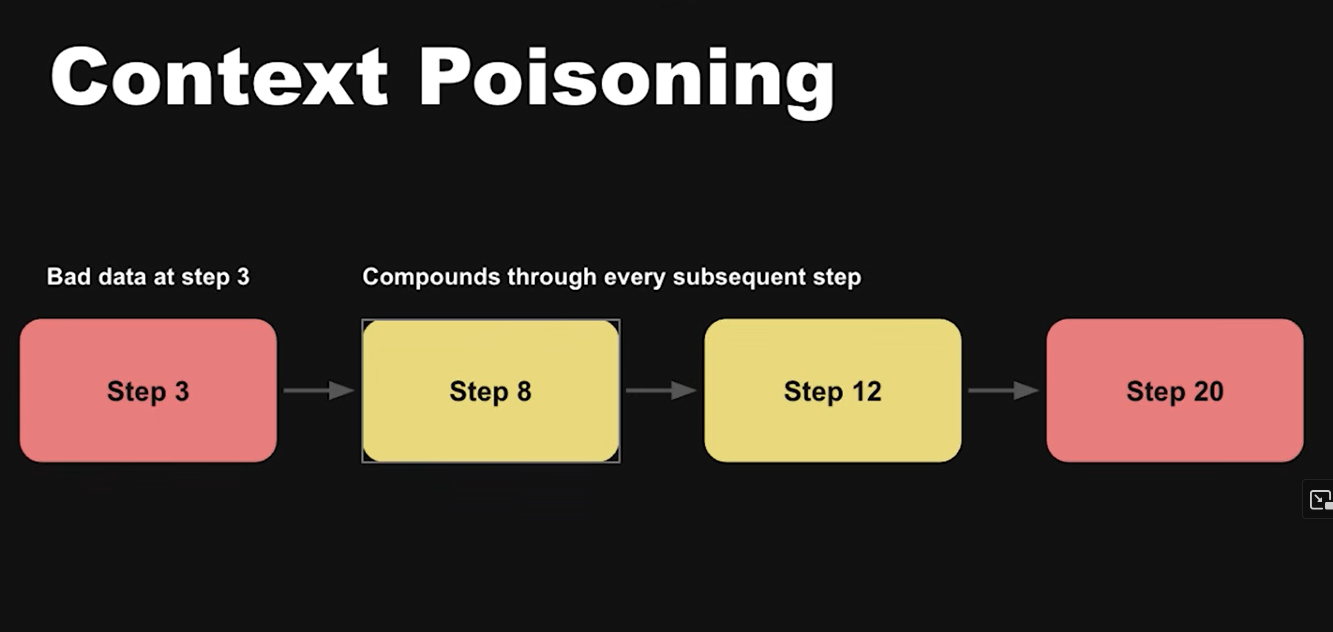 Context Poisoning
Bad data at step 3
Compounds through every subsequent step
Step 3
Step 8
Step 12
Step 20